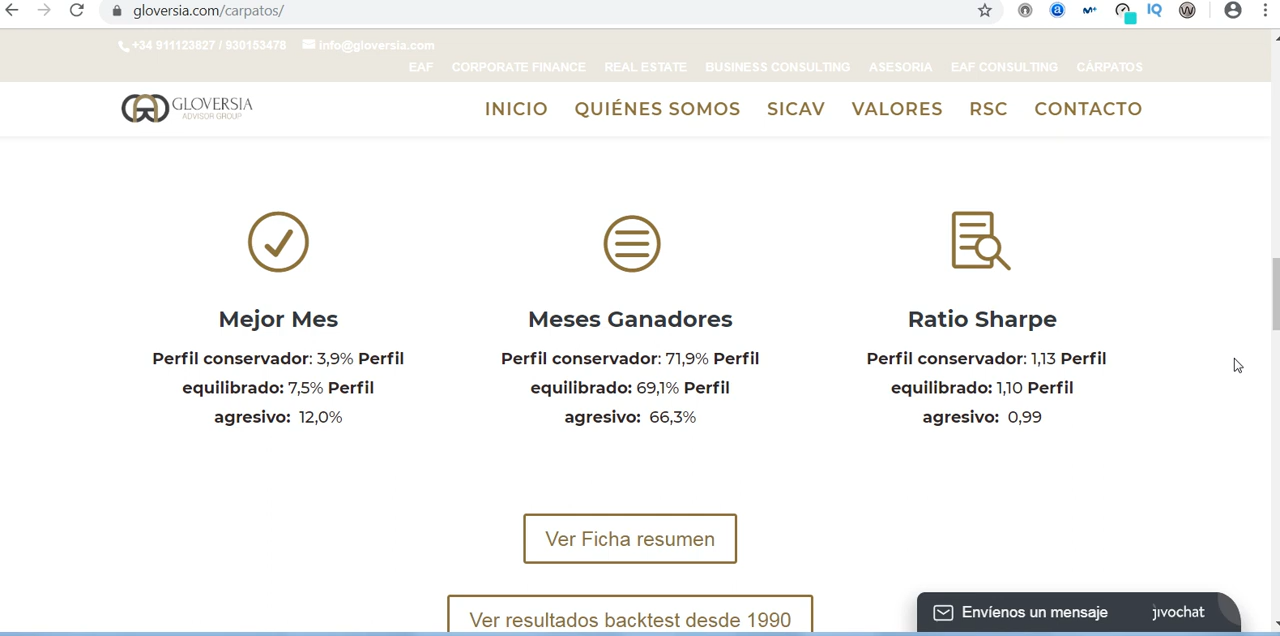 gloversia.com/carpatos/
+34 911123827 / 930153478 info@gloversia.com
EAF CORPORATE FINANCE REAL ESTATE BUSINESS CONSULTING ASESORIA EAF CONSULTING CÁRPATOS
GLOVERSIA
ADVISOR GROUP
INICIO QUIÉNES SOMOS SICAV VALORES RSC CONTACTO
Mejor Mes
Perfil conservador: 3,9% Perfil
equilibrado: 7,5% Perfil
agresivo: 12,0%
Meses Ganadores
Perfil conservador: 71,9% Perfil
equilibrado: 69,1% Perfil
agresivo: 66,3%
Ratio Sharpe
Perfil conservador: 1,13 Perfil
equilibrado: 1,10 Perfil
agresivo: 0,99
Ver Ficha resumen
Ver resultados backtest desde 1990
Envíenos un mensaje jivochat